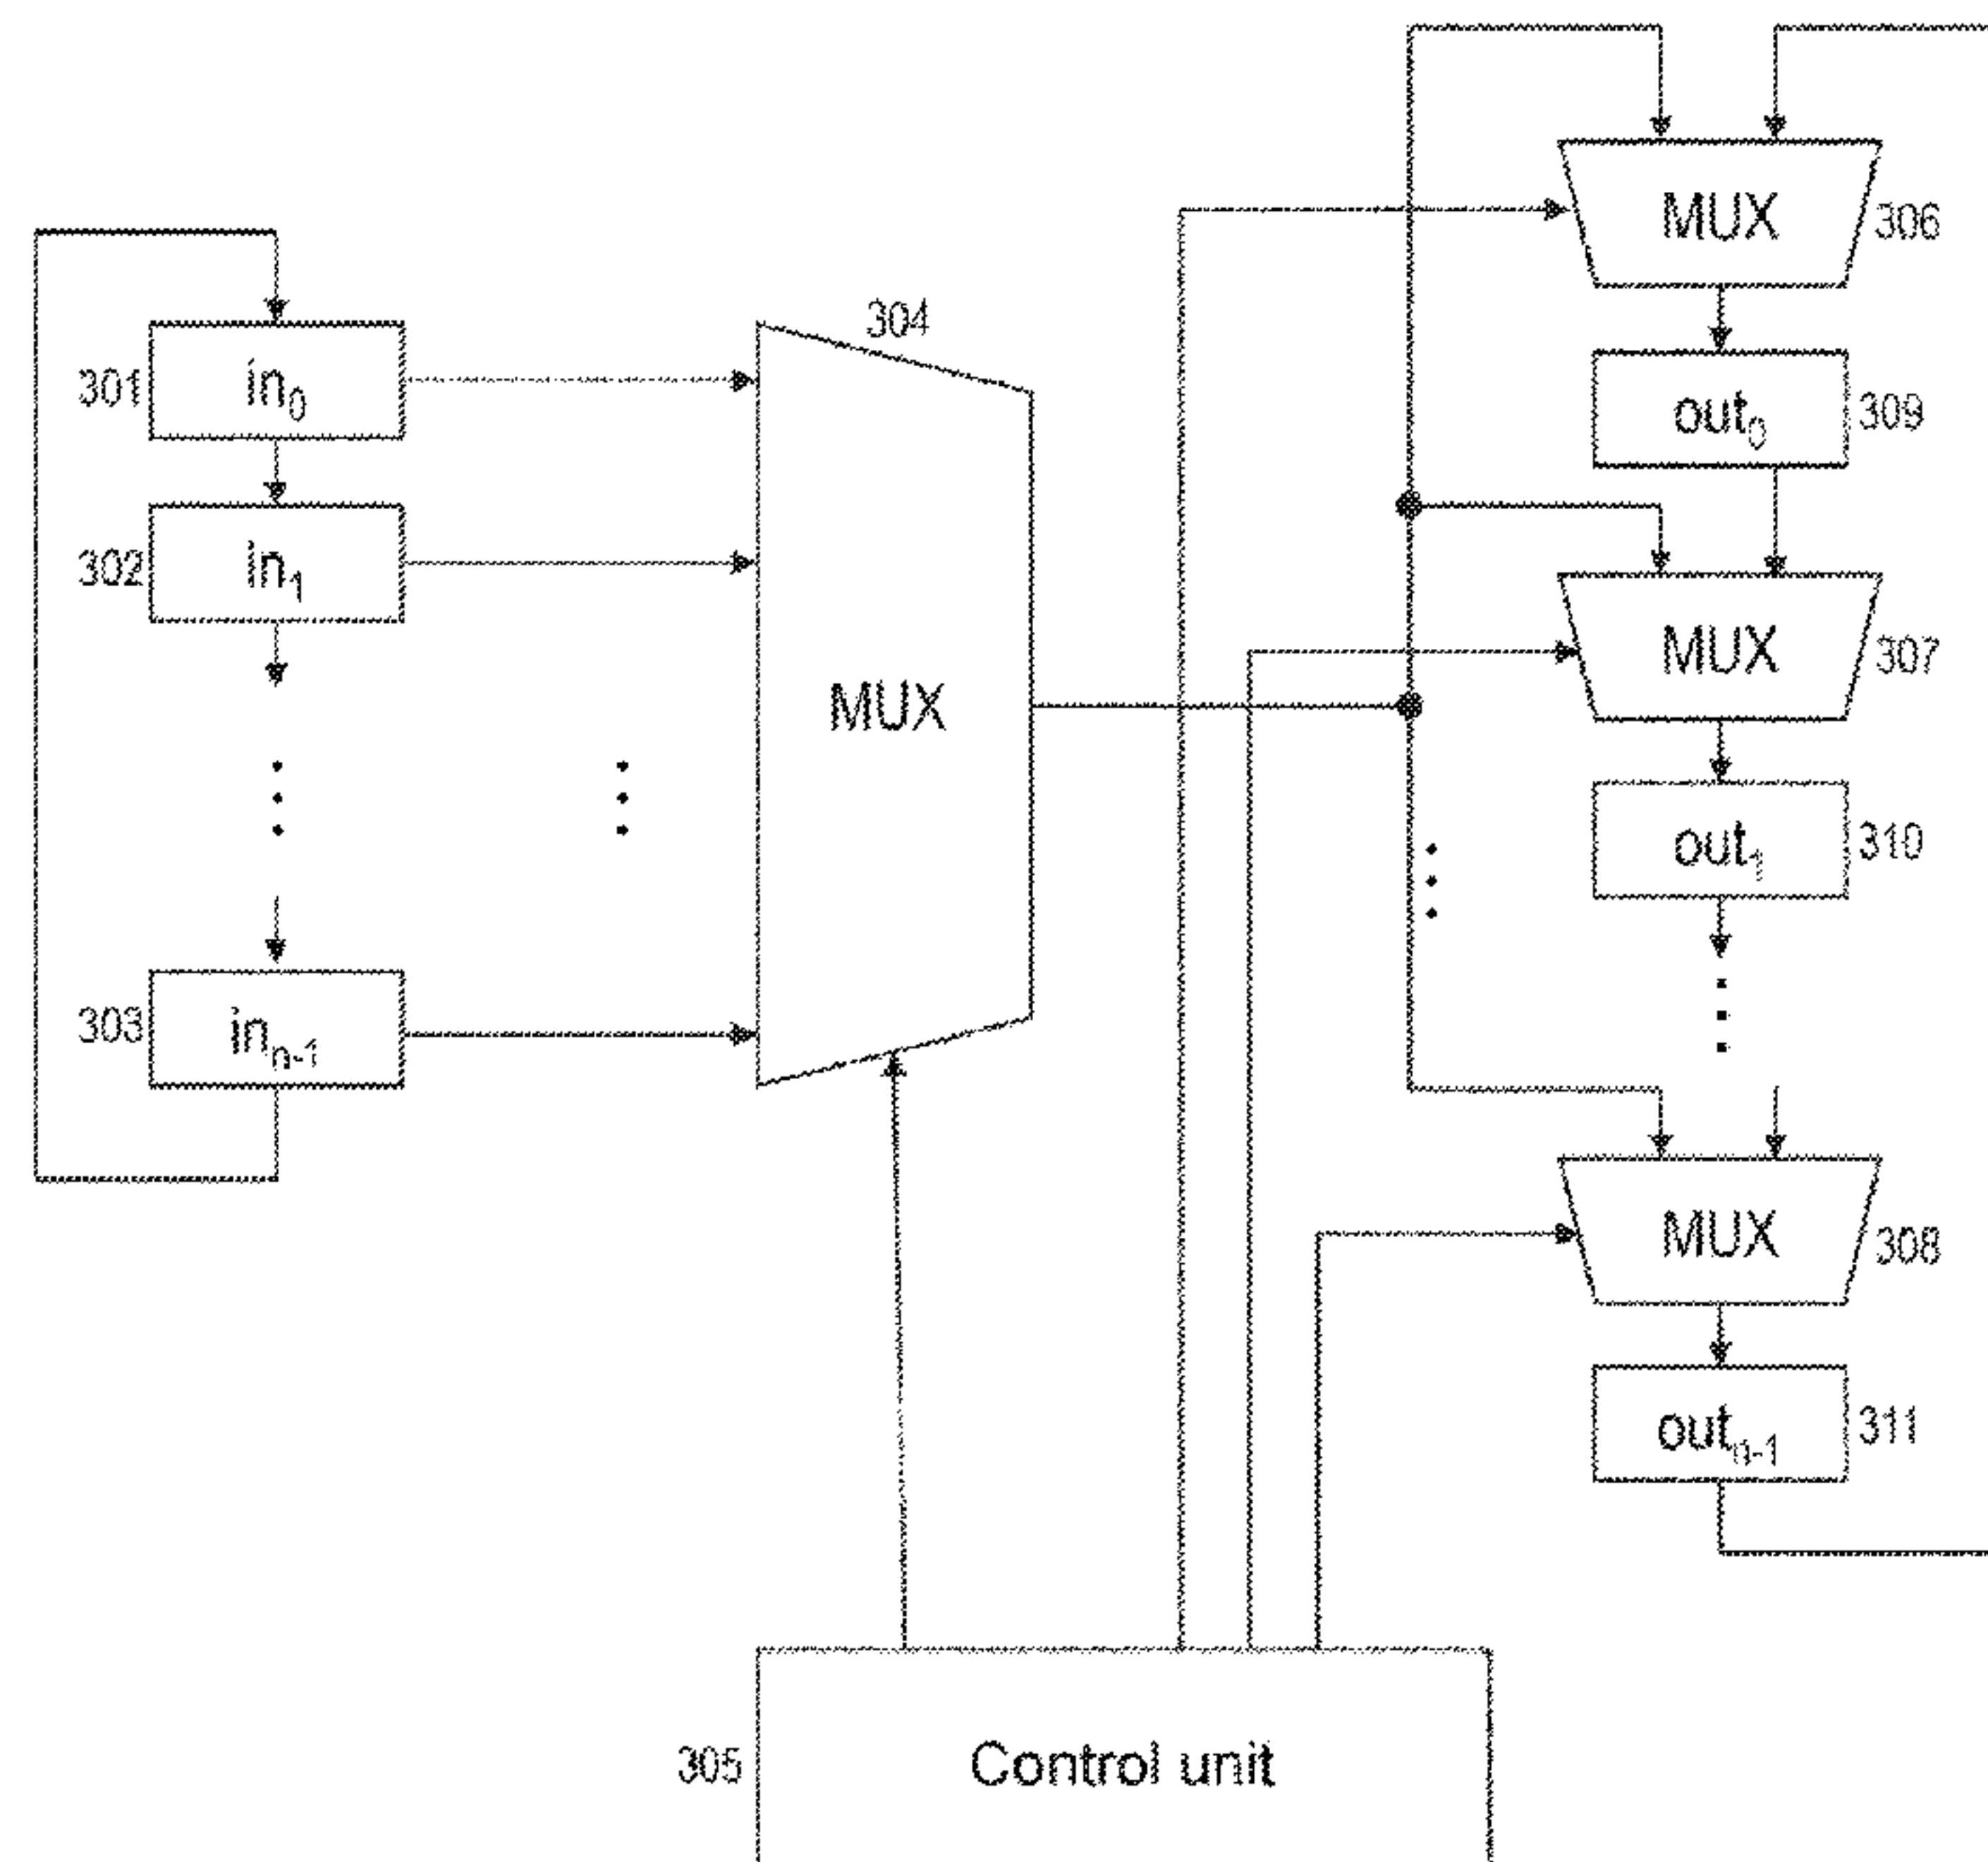 MUX 306
304
301 in0
out0 309
302 in1
MUX 307
MUX
out1 310
303 inn-1
MUX 308
outn-1 311
305 Control unit